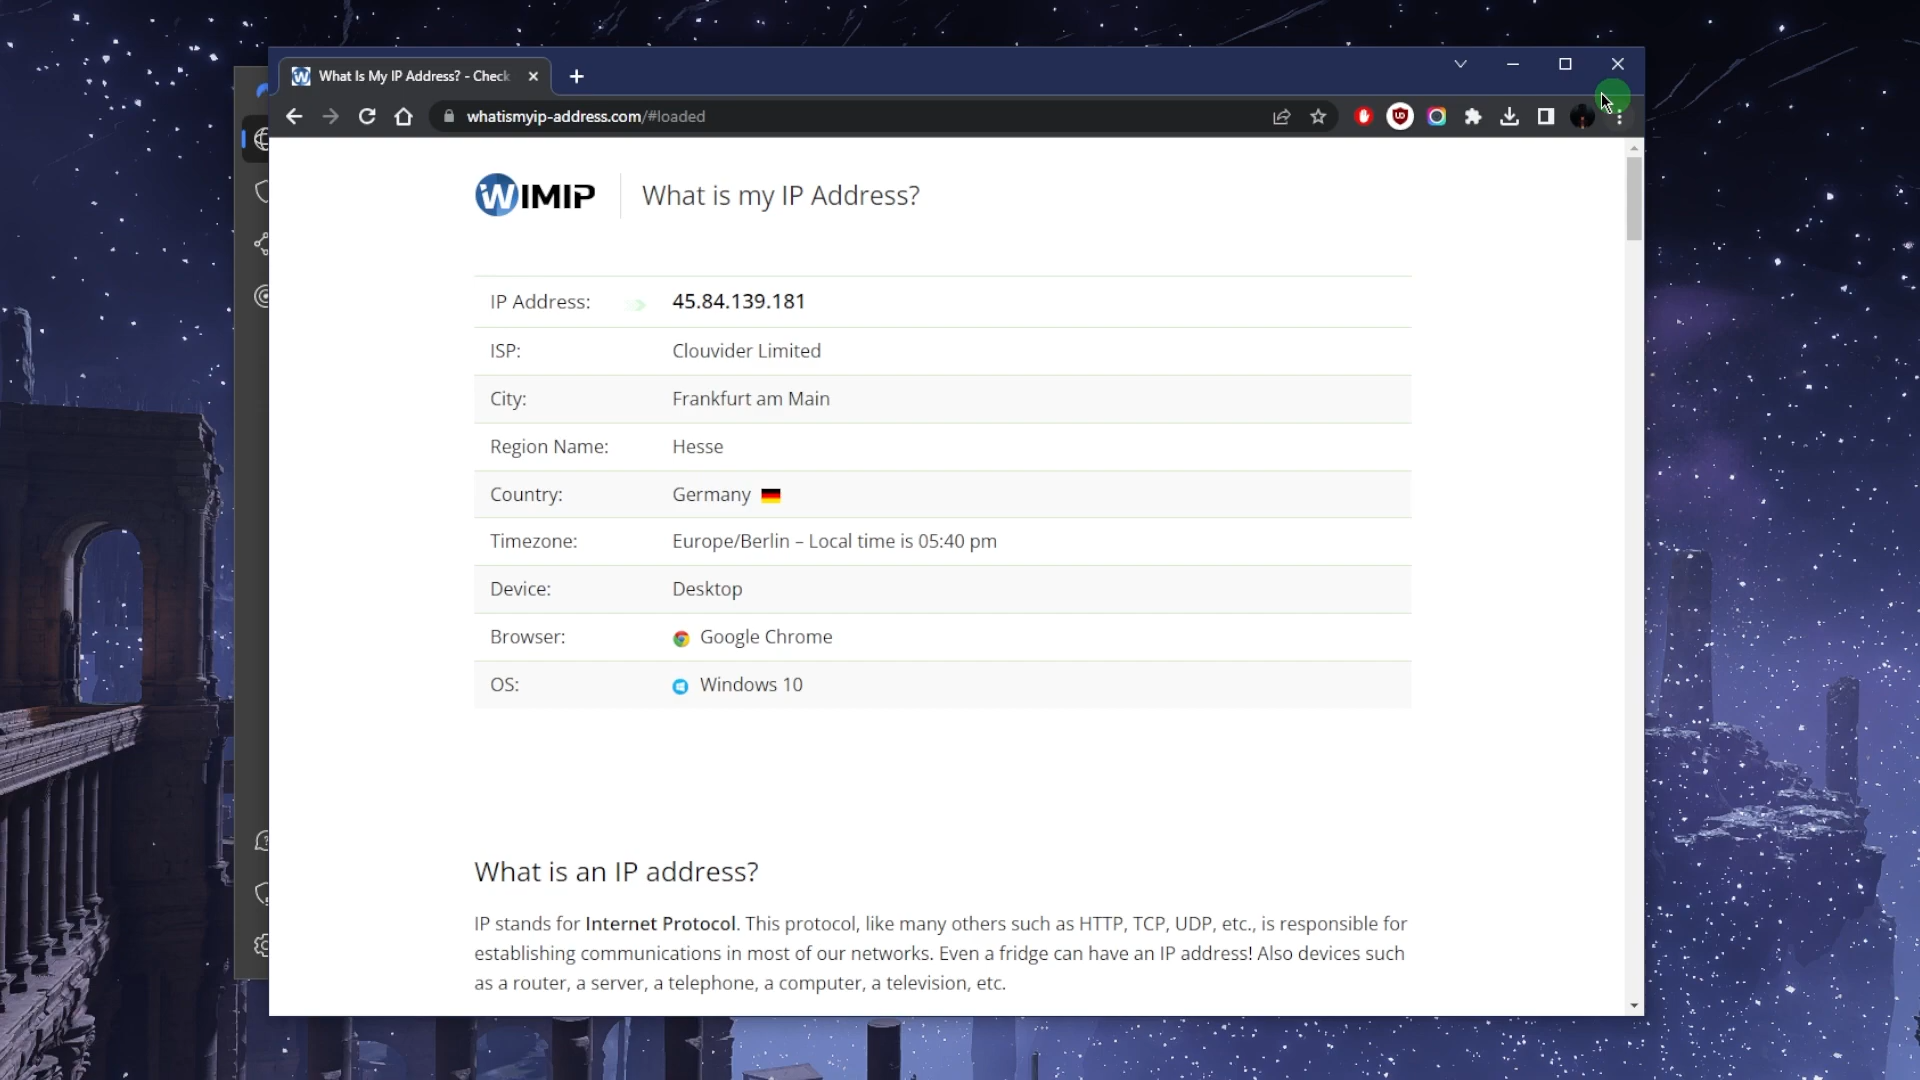 What Is My IP Address? - Check
whatismyip-address.com/#loaded
WIMIP
What is my IP Address?
IP Address: 45.84.139.181
ISP: Clouvider Limited
City: Frankfurt am Main
Region Name: Hesse
Country: Germany
Timezone: Europe/Berlin – Local time is 05:40 pm
Device: Desktop
Browser: Google Chrome
OS: Windows 10
What is an IP address?
IP stands for Internet Protocol. This protocol, like many others such as HTTP, TCP, UDP, etc., is responsible for
establishing communications in most of our networks. Even a fridge can have an IP address! Also devices such
as a router, a server, a telephone, a computer, a television, etc.